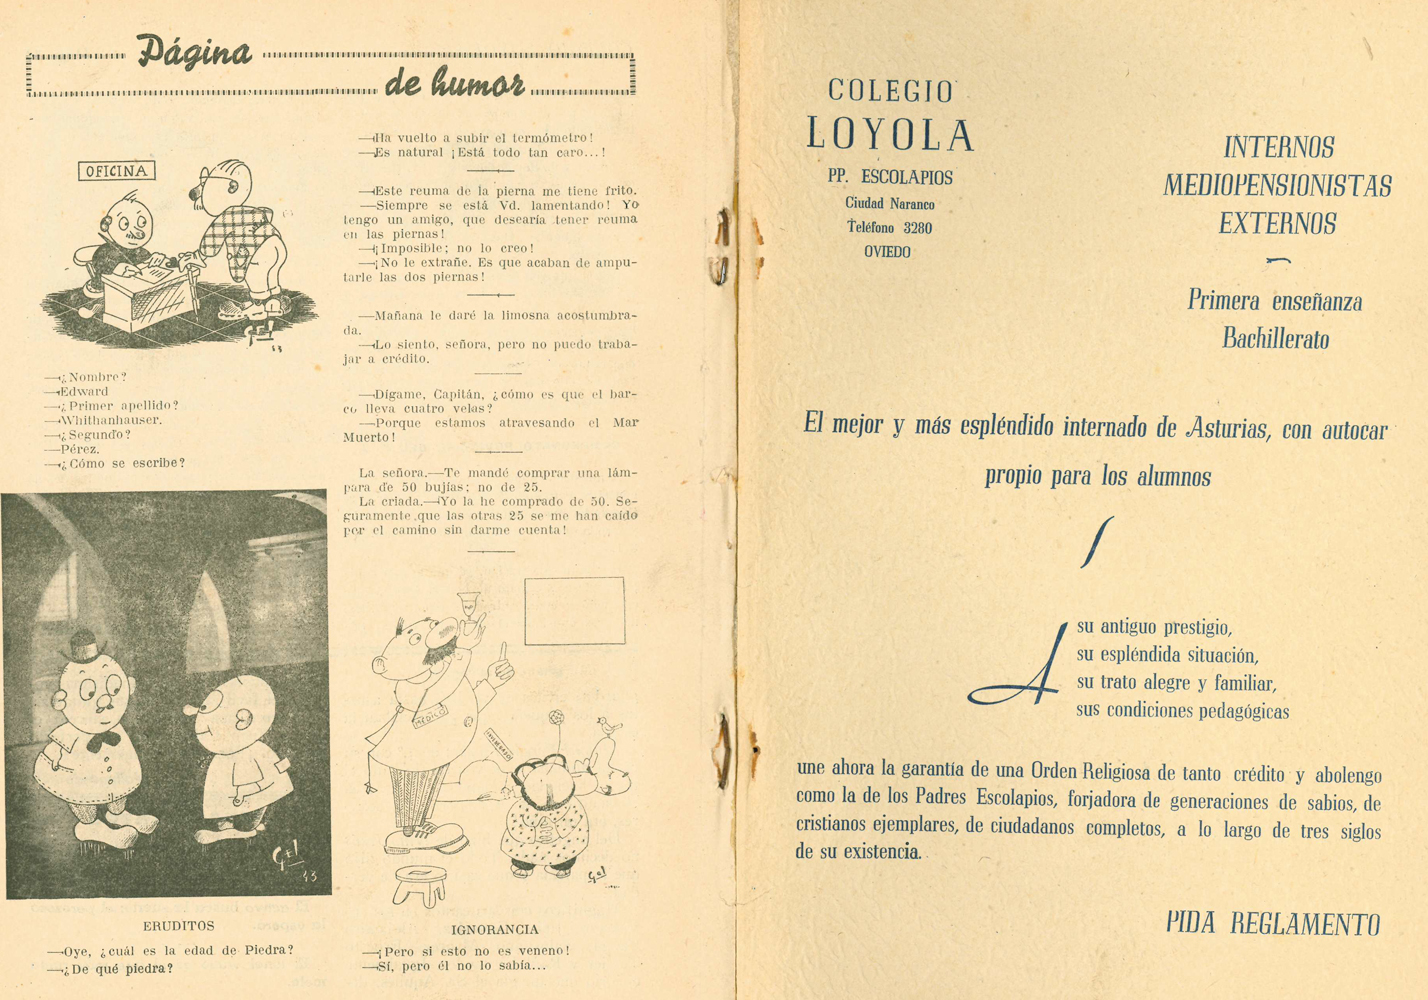 Página
de humor
OFICINA
Gel
43
—¿Nombre?
—Edward
—¿Primer apellido?
—Whithanhauser.
—¿Segundo?
—Pérez.
—¿Cómo se escribe?
Gel
43
ERUDITOS
—Oye, ¿cuál es la edad de Piedra?
—¿De qué piedra?
—Ha vuelto a subir el termómetro!
—Es natural ¡Está todo tan caro...!
—Este reuma de la pierna me tiene frito.
—Siempre se está Vd. lamentando! Yo
tengo un amigo, que desearía tener reuma
en las piernas!
—¡Imposible; no lo creo!
—¡No le extrañe. Es que acaban de ampu-
tarle las dos piernas!
—Mañana le daré la limosna acostumbra-
da.
—Lo siento, señora, pero no puedo traba-
jar a crédito.
—Dígame, Capitán, ¿cómo es que el bar-
co lleva cuatro velas?
—Porque estamos atravesando el Mar
Muerto!
La señora.—Te mandé comprar una lám-
para de 50 bujías; no de 25.
La criada.—¡Yo la he comprado de 50. Se-
guramente que las otras 25 se me han caído
por el camino sin darme cuenta!
MEDICO
ENVENENADO
Gel
IGNORANCIA
—¡Pero si esto no es veneno!
—Sí, pero él no lo sabía...
COLEGIO
LOYOLA
PP. ESCOLAPIOS
Ciudad Naranco
Teléfono 3280
OVIEDO
INTERNOS
MEDIOPENSIONISTAS
EXTERNOS
Primera enseñanza
Bachillerato
El mejor y más espléndido internado de Asturias, con autocar
propio para los alumnos
A su antiguo prestigio,
su espléndida situación,
su trato alegre y familiar,
sus condiciones pedagógicas
une ahora la garantía de una Orden Religiosa de tanto crédito y abolengo
como la de los Padres Escolapios, forjadora de generaciones de sabios, de
cristianos ejemplares, de ciudadanos completos, a lo largo de tres siglos
de su existencia.
PIDA REGLAMENTO